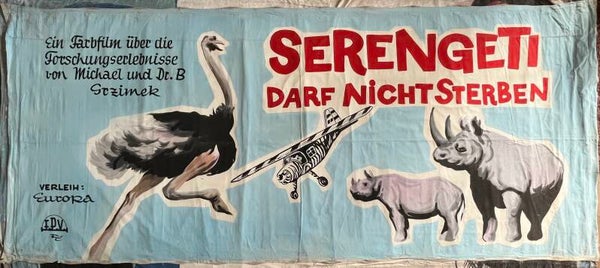 Ein Farbfilm über die
Forschungserlebnisse
von Michael und Dr. B
Grzimek
SERENGETI
DARF NICHT STERBEN
VERLEIH:
Europa